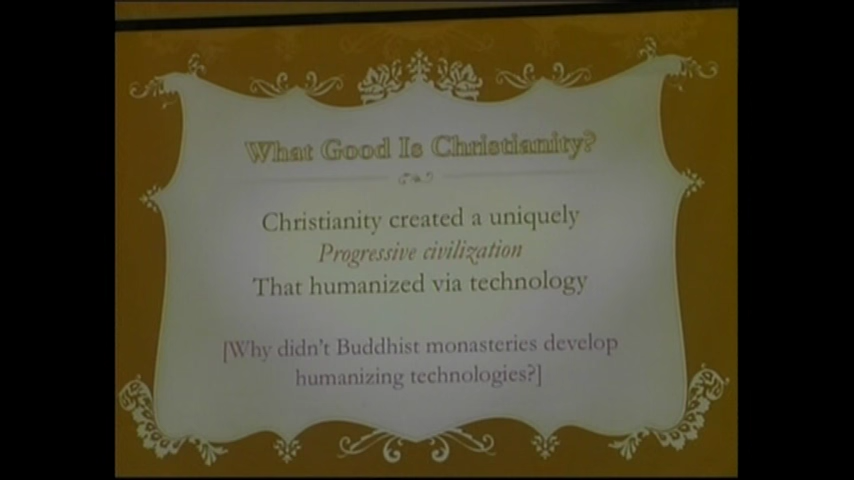 What Good Is Christianity?
Christianity created a uniquely
Progressive civilization
That humanized via technology
[Why didn't Buddhist monasteries develop
humanizing technologies?]